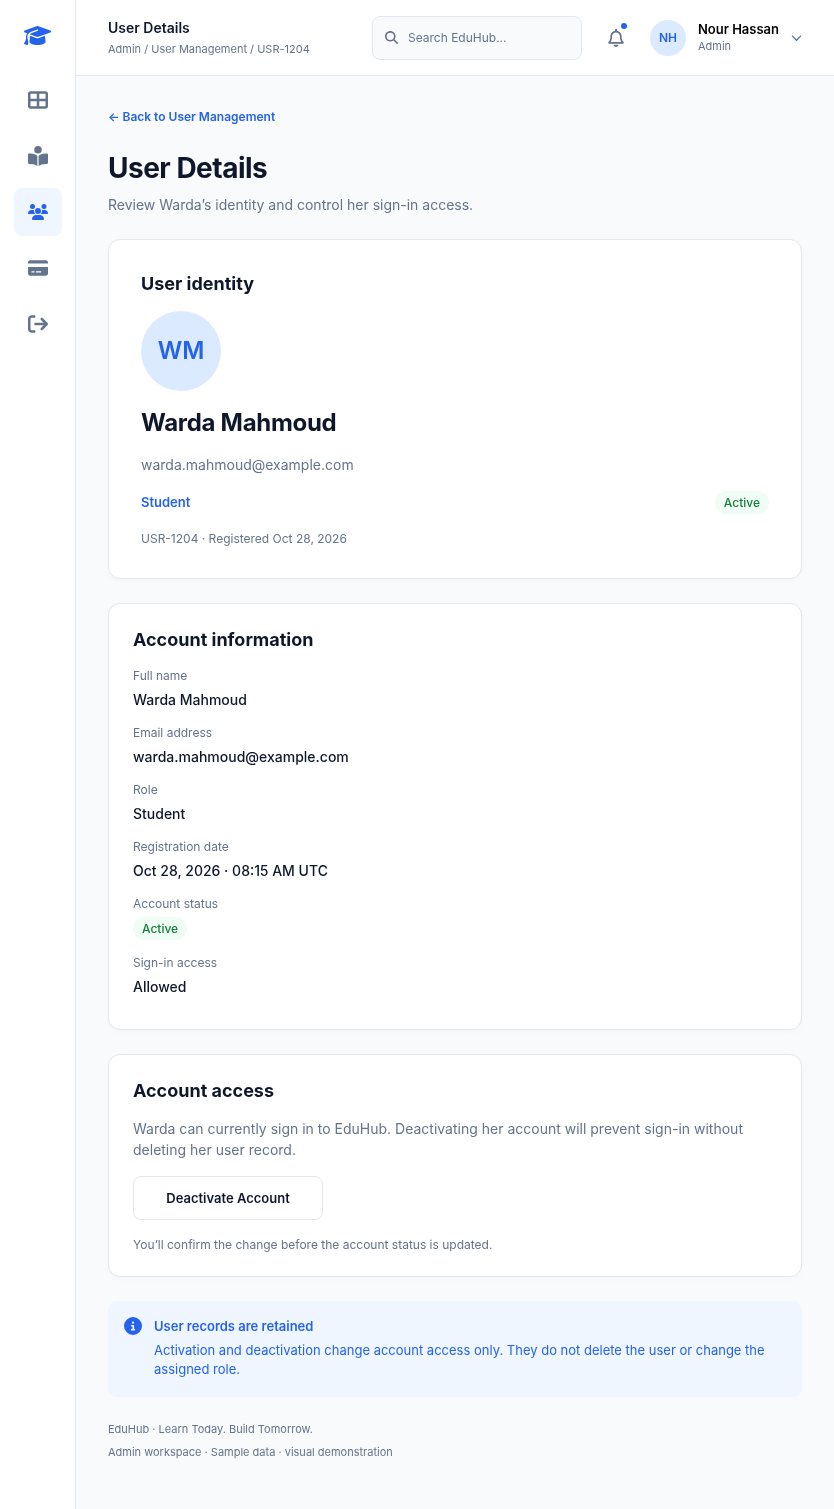 User Details
Admin / User Management / USR-1204
Search EduHub...
NH
Nour Hassan
Admin
← Back to User Management
User Details
Review Warda’s identity and control her sign-in access.
User identity
WM
Warda Mahmoud
warda.mahmoud@example.com
Student
Active
USR-1204 · Registered Oct 28, 2026
Account information
Full name
Warda Mahmoud
Email address
warda.mahmoud@example.com
Role
Student
Registration date
Oct 28, 2026 · 08:15 AM UTC
Account status
Active
Sign-in access
Allowed
Account access
Warda can currently sign in to EduHub. Deactivating her account will prevent sign-in without
deleting her user record.
Deactivate Account
You’ll confirm the change before the account status is updated.
User records are retained
Activation and deactivation change account access only. They do not delete the user or change the
assigned role.
EduHub · Learn Today. Build Tomorrow.
Admin workspace · Sample data · visual demonstration